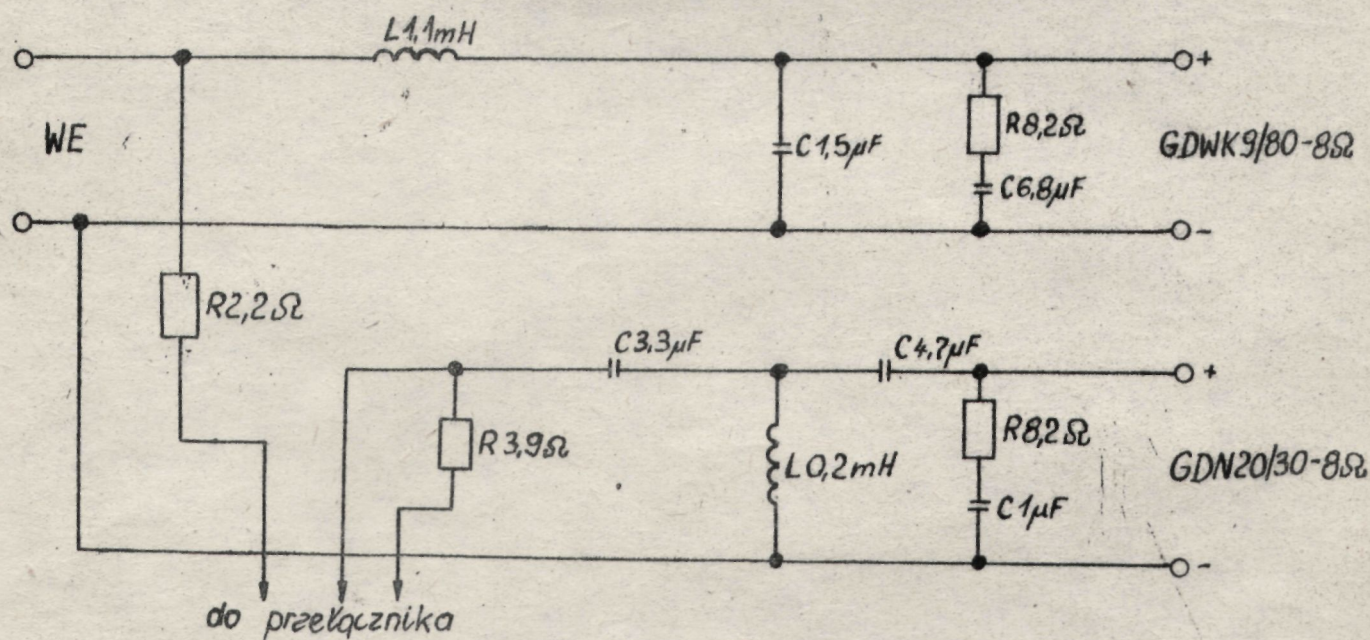 L1,1mH
WE
C1,5μF
R8,2Ω
C6,8μF
+
GDWK9/80-8Ω
-
R2,2Ω
C3,3μF
C4,7μF
+
R3,9Ω
L0,2mH
R8,2Ω
C1μF
GDN20/30-8Ω
-
do przełącznika